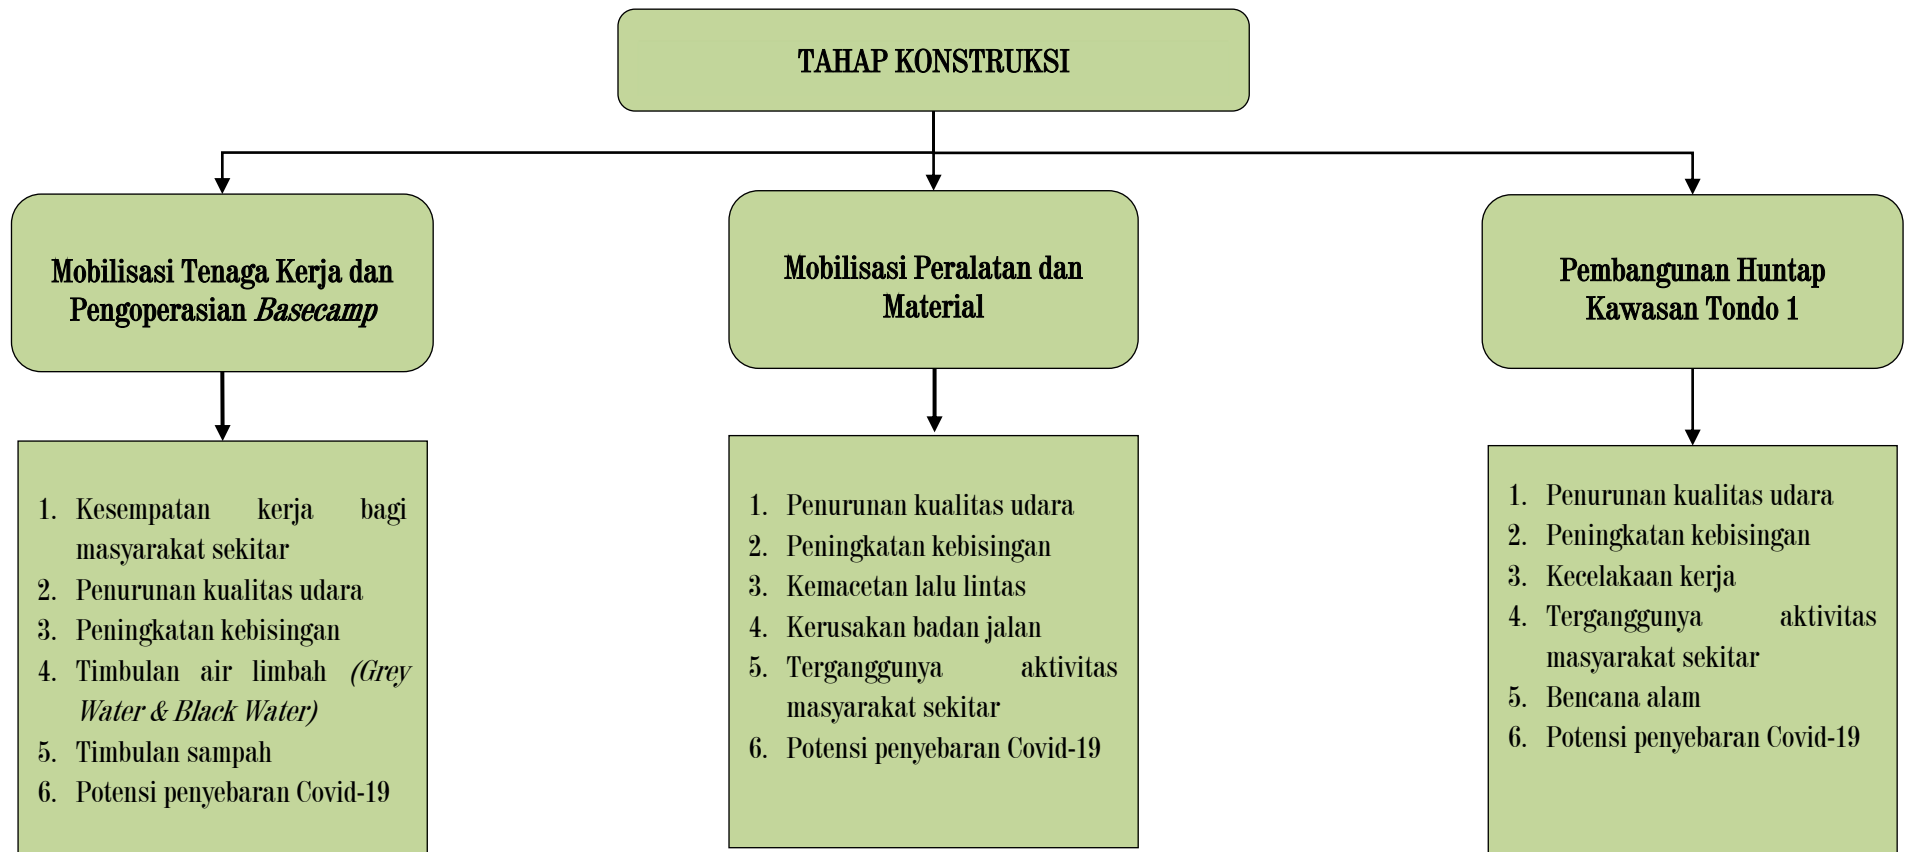 TAHAP KONSTRUKSI
Mobilisasi Tenaga Kerja dan
Pengoperasian Basecamp
Mobilisasi Peralatan dan
Material
Pembangunan Huntap
Kawasan Tondo 1
1. Kesempatan kerja bagi
masyarakat sekitar
2. Penurunan kualitas udara
3. Peningkatan kebisingan
4. Timbulan air limbah (Grey
Water & Black Water)
5. Timbulan sampah
6. Potensi penyebaran Covid-19
1. Penurunan kualitas udara
2. Peningkatan kebisingan
3. Kemacetan lalu lintas
4. Kerusakan badan jalan
5. Terganggunya aktivitas
masyarakat sekitar
6. Potensi penyebaran Covid-19
1. Penurunan kualitas udara
2. Peningkatan kebisingan
3. Kecelakaan kerja
4. Terganggunya aktivitas
masyarakat sekitar
5. Bencana alam
6. Potensi penyebaran Covid-19